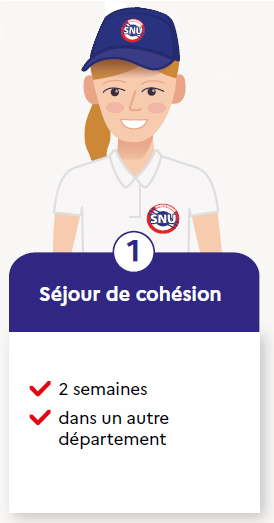 SNU
SNU
1
Séjour de cohésion
2 semaines
dans un autre
département